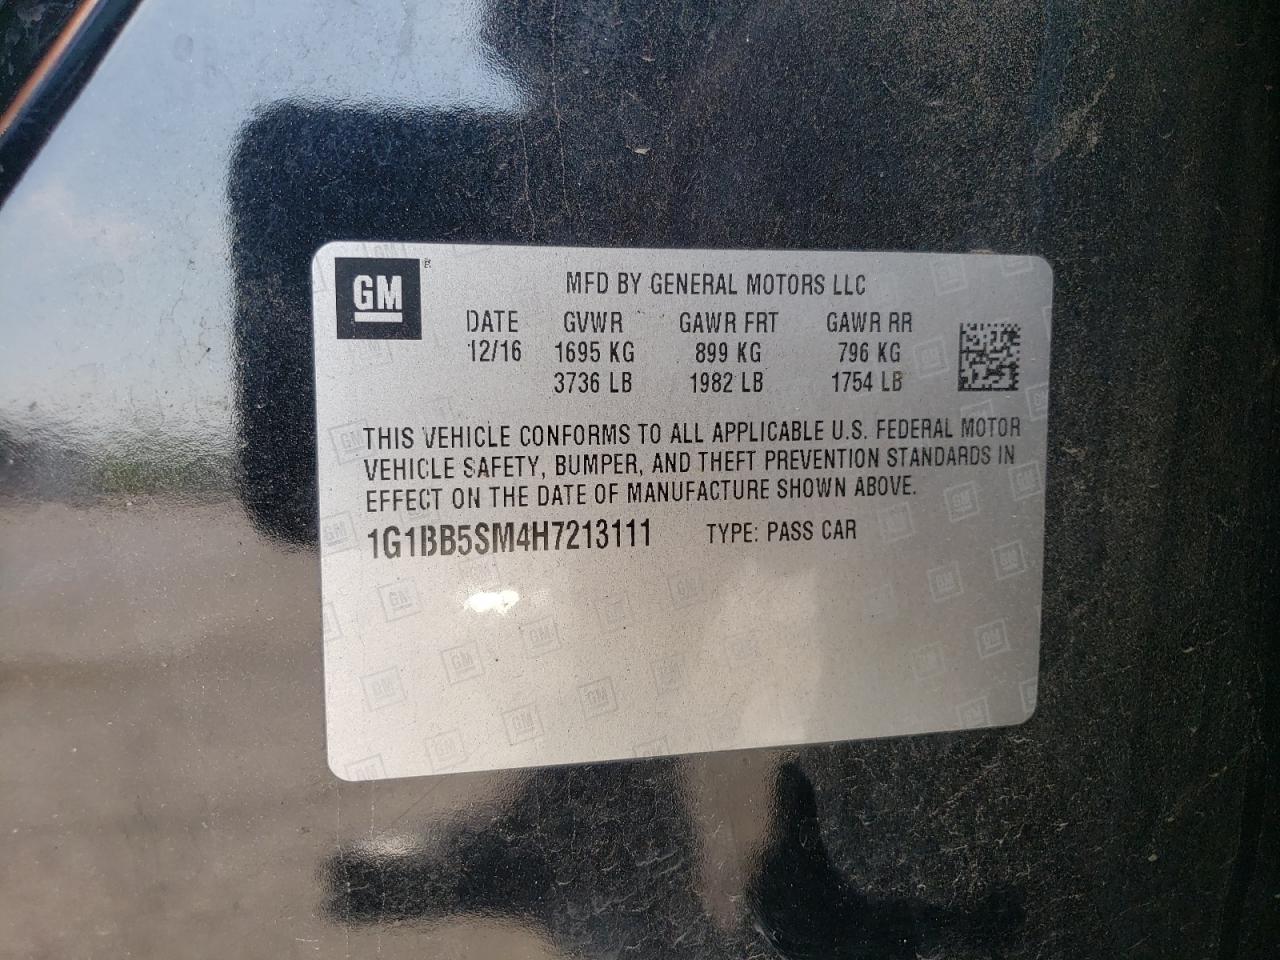 GM®
MFD BY GENERAL MOTORS LLC
DATE GVWR GAWR FRT GAWR RR
12/16 1695 KG 899 KG 796 KG
3736 LB 1982 LB 1754 LB
THIS VEHICLE CONFORMS TO ALL APPLICABLE U.S. FEDERAL MOTOR
VEHICLE SAFETY, BUMPER, AND THEFT PREVENTION STANDARDS IN
EFFECT ON THE DATE OF MANUFACTURE SHOWN ABOVE.
1G1BB5SM4H7213111 TYPE: PASS CAR